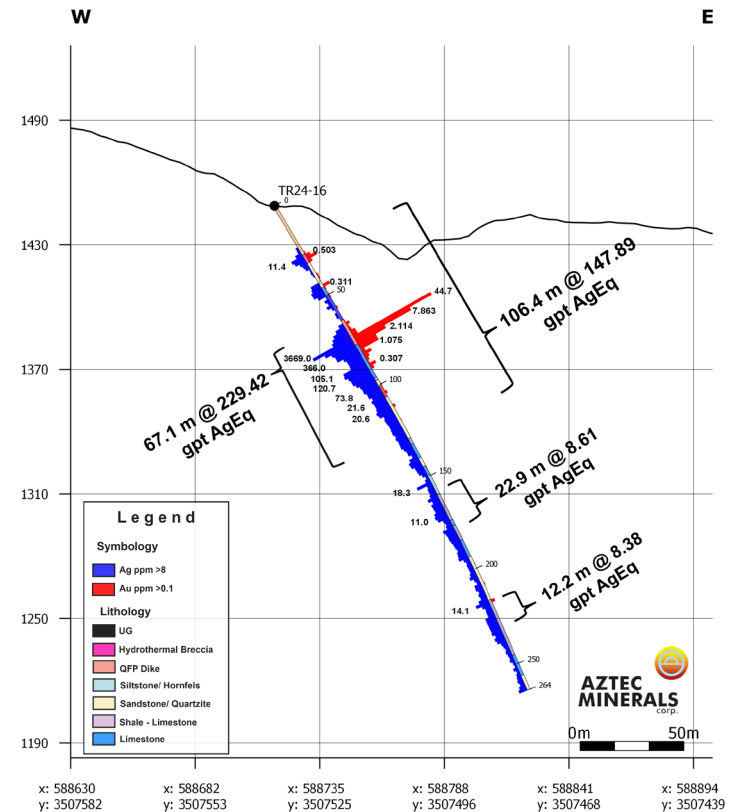 W
E
1490
1430
1370
1310
1250
1190
TR24-16
0
0.503
11.4
0.311
50
44.7
7.863
2.114
1.075
0.307
3669.0
366.0
105.1
120.7
73.8
21.6
20.6
100
106.4 m @ 147.89
gpt AgEq
67.1 m @ 229.42
gpt AgEq
150
18.3
11.0
22.9 m @ 8.61
gpt AgEq
200
14.1
12.2 m @ 8.38
gpt AgEq
250
264
Legend
Symbology
Ag ppm >8
Au ppm >0.1
Lithology
UG
Hydrothermal Breccia
QFP Dike
Siltstone/ Hornfels
Sandstone/ Quartzite
Shale - Limestone
Limestone
AZTEC
MINERALS
corp.
0m 50m
x: 588630 x: 588682 x: 588735 x: 588788 x: 588841 x: 588894
y: 3507582 y: 3507553 y: 3507525 y: 3507496 y: 3507468 y: 3507439